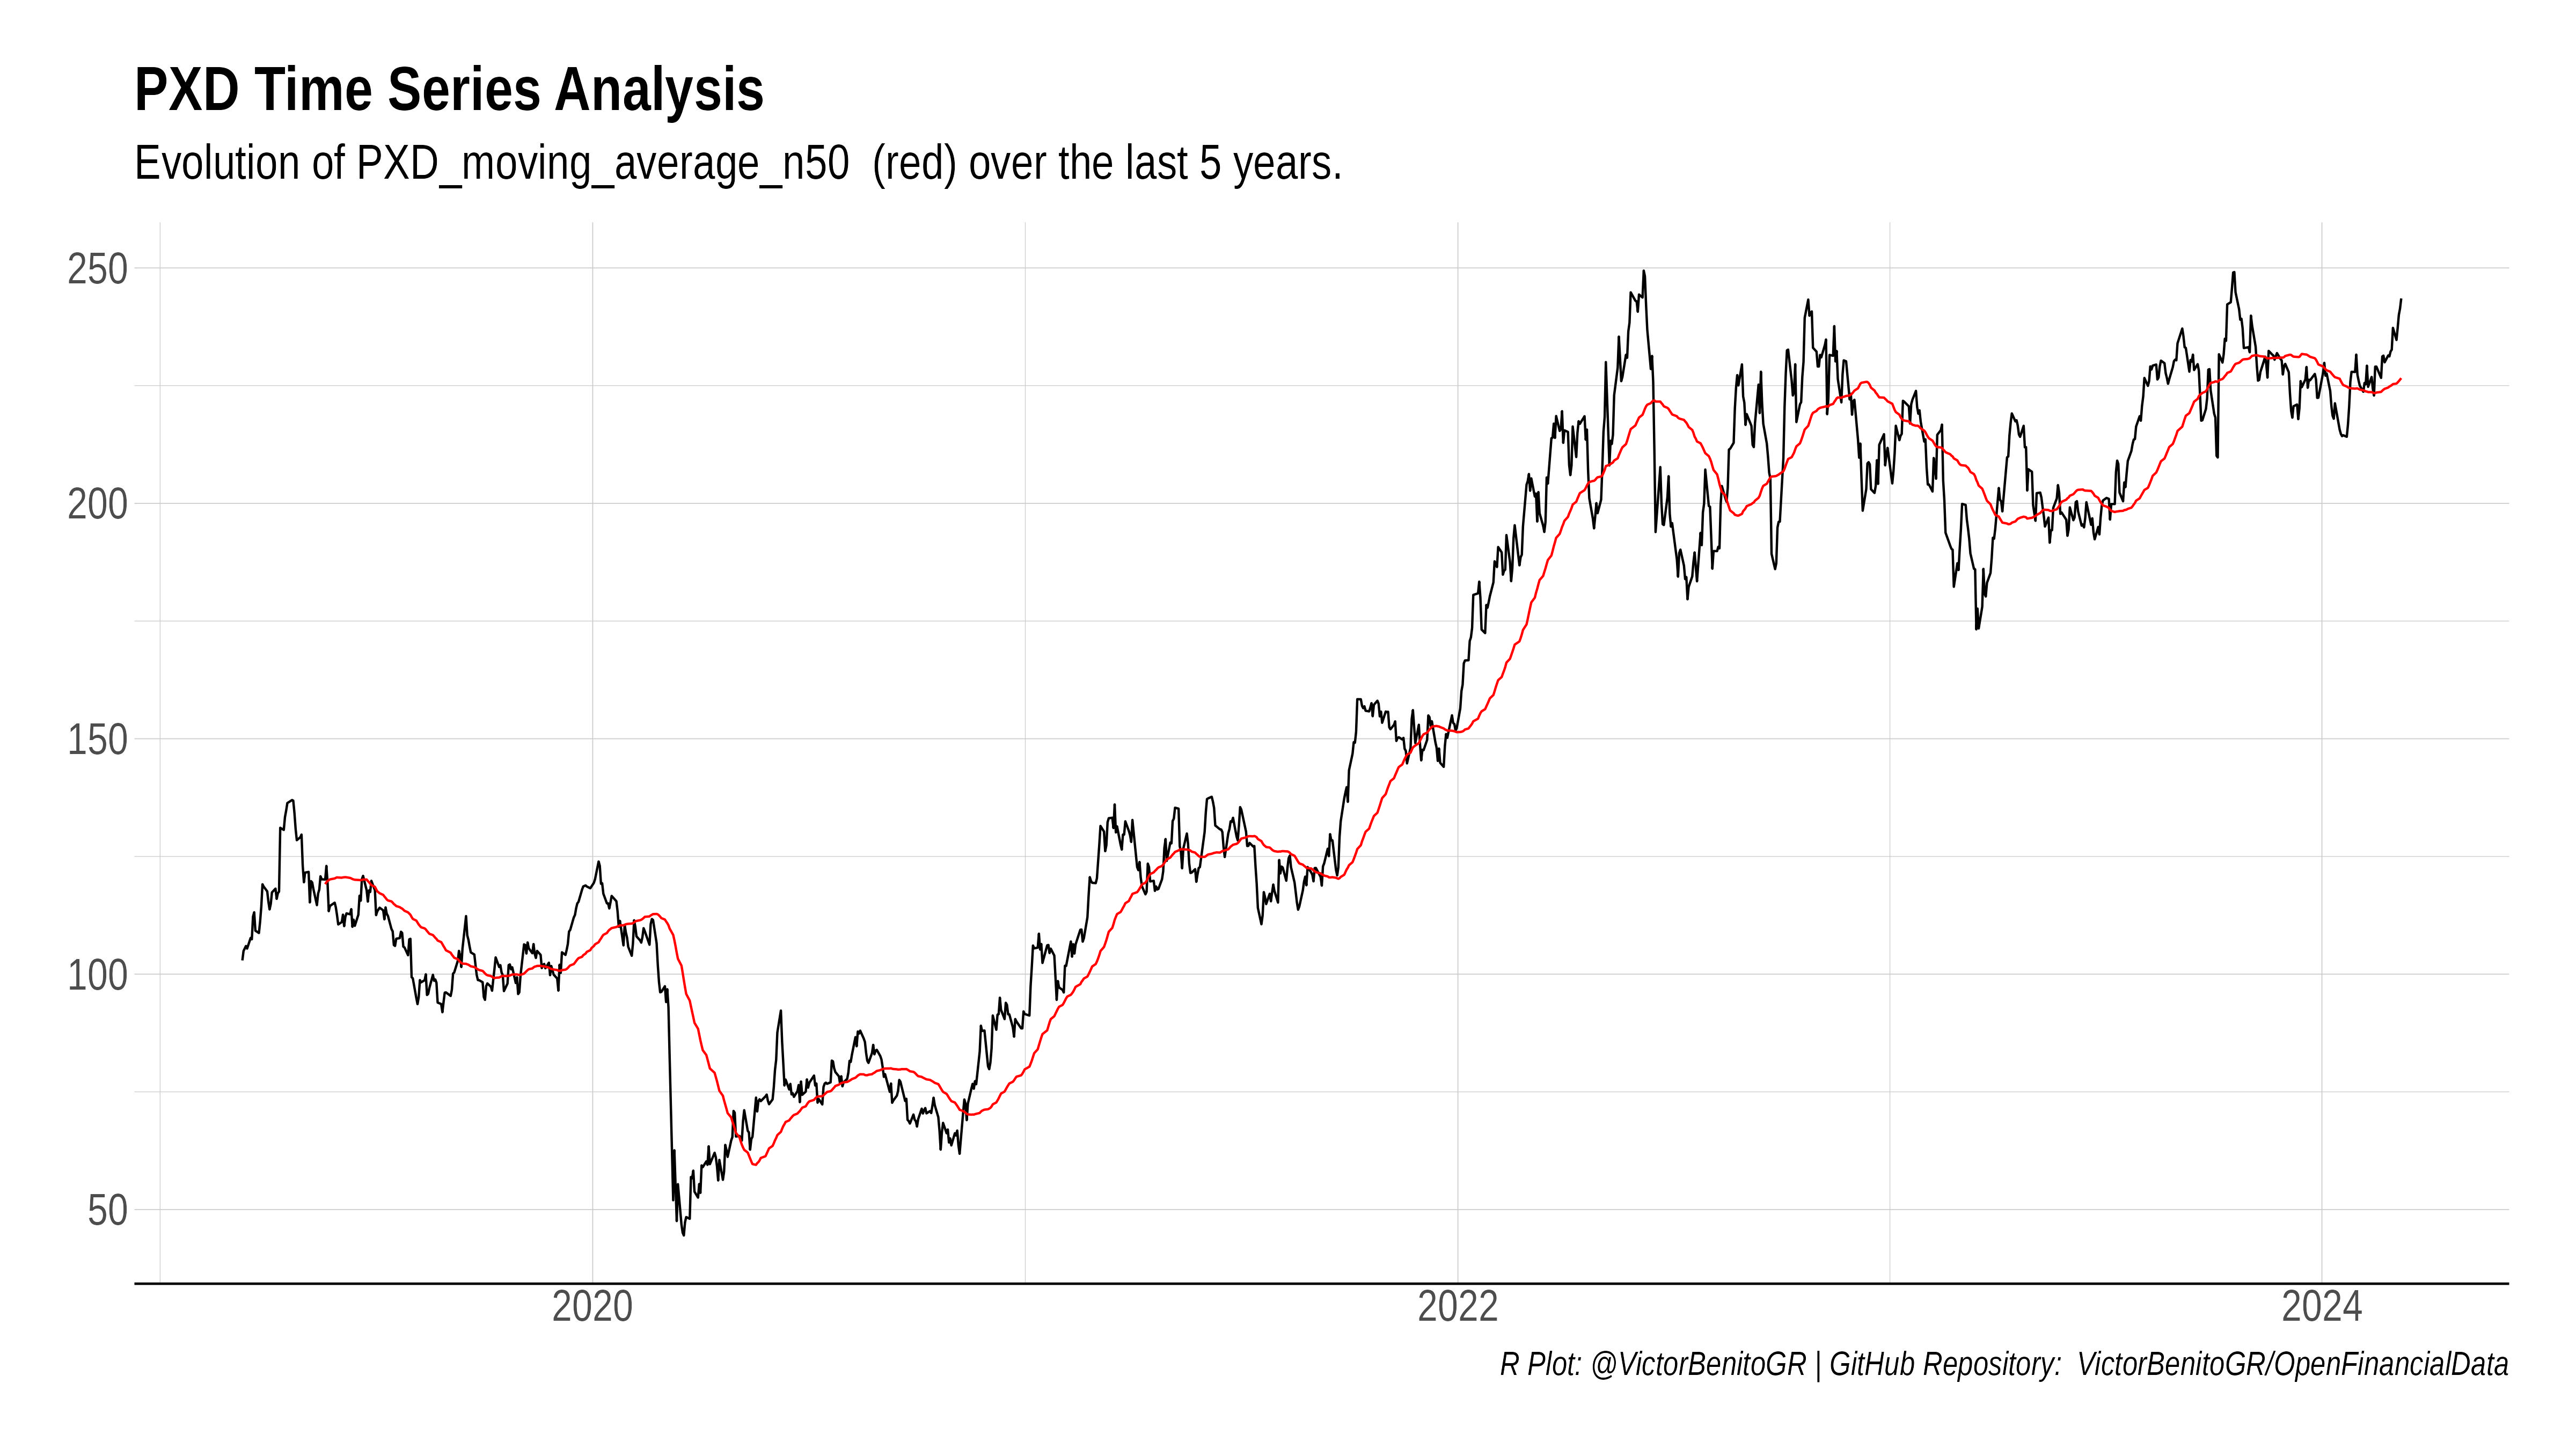 PXD Time Series Analysis
Evolution of PXD_moving_average_n50  (red) over the last 5 years.
250
200
150
100
50
2020 2022 2024
R Plot: @VictorBenitoGR | GitHub Repository:  VictorBenitoGR/OpenFinancialData